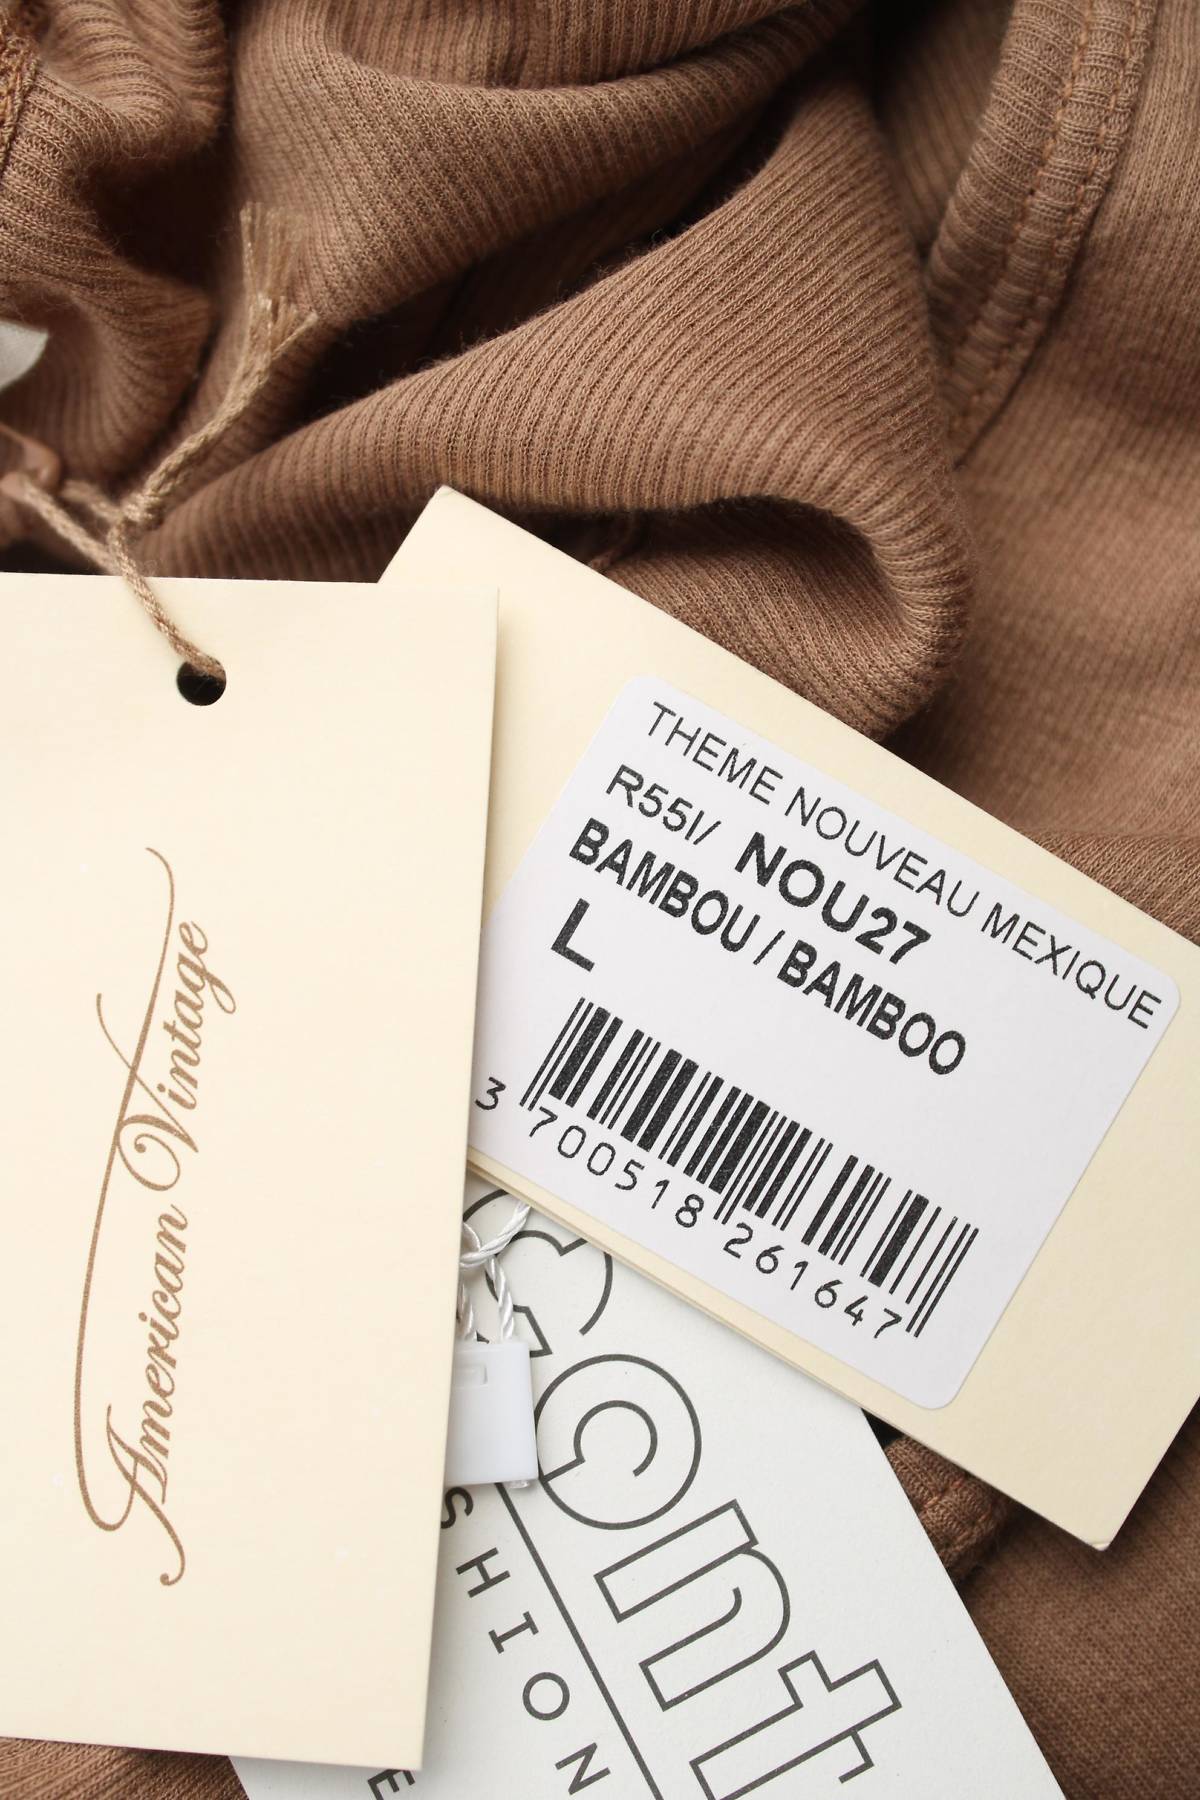 American Vintage
THEME NOUVEAU MEXIQUE
R55I/ NOU27
BAMBOU / BAMBOO
L
3 700518 261647